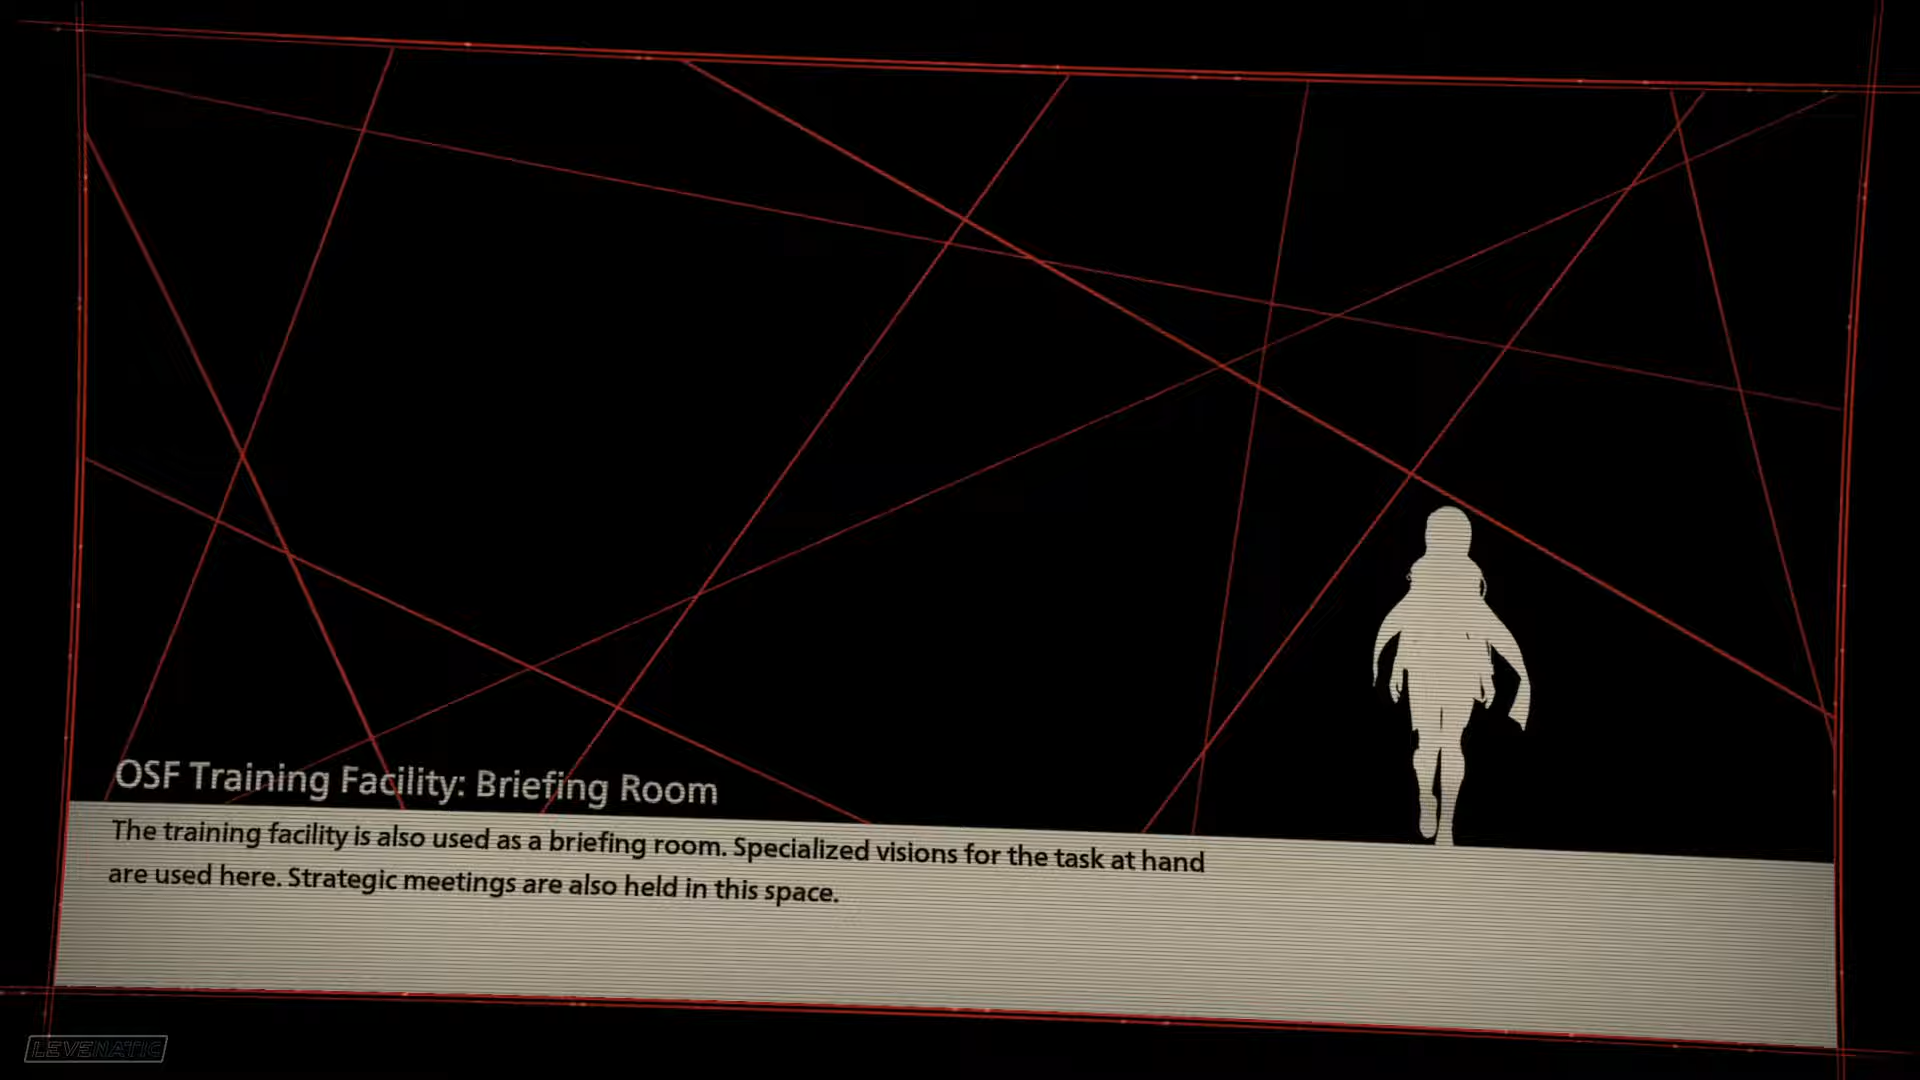 OSF Training Facility: Briefing Room
The training facility is also used as a briefing room. Specialized visions for the task at hand
are used here. Strategic meetings are also held in this space.
LEVENATIC